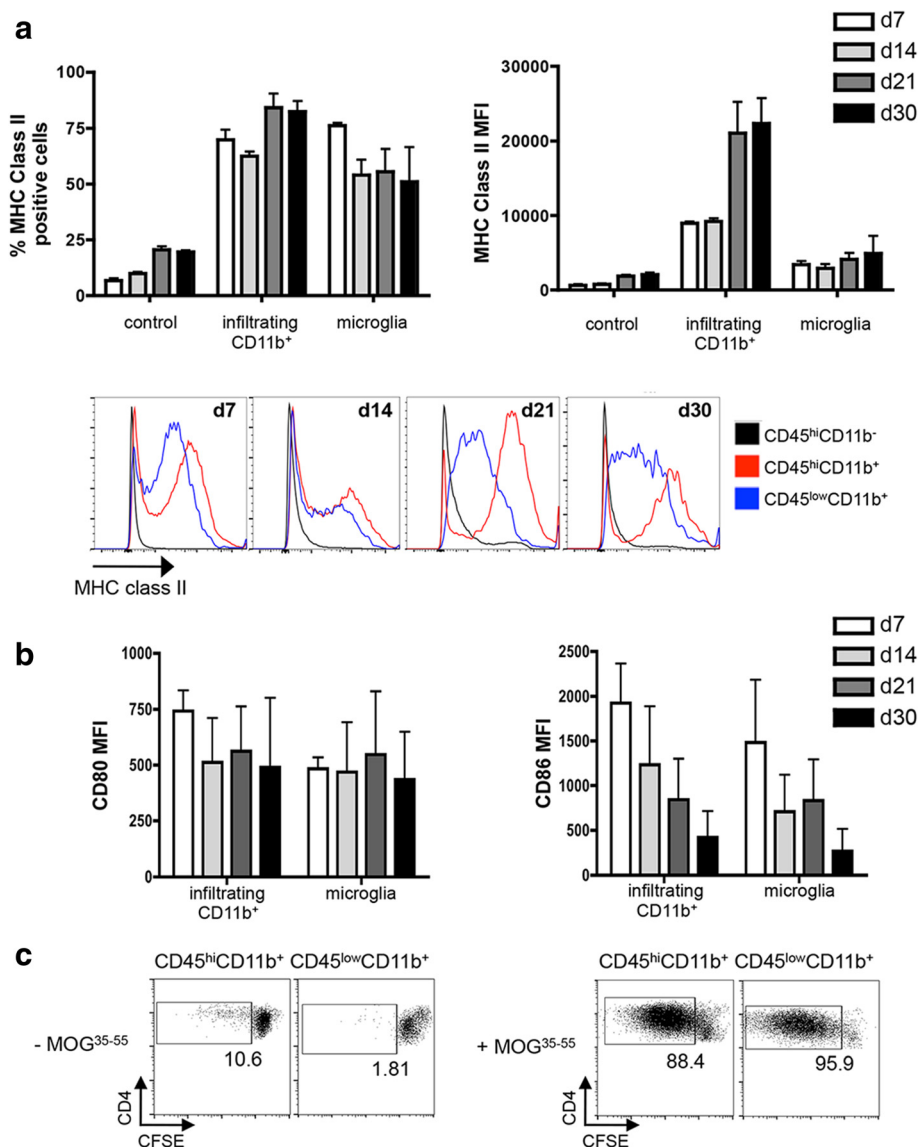 a
d7
d14
d21
d30
% MHC Class II
positive cells
100
75
50
25
0
control
infiltrating
CD11b⁺
microglia
MHC Class II MFI
30000
20000
10000
0
control
infiltrating
CD11b⁺
microglia
d7
d14
d21
d30
CD45ʰⁱCD11b⁻
CD45ʰⁱCD11b⁺
CD45ˡᵒʷCD11b⁺
MHC class II
b
d7
d14
d21
d30
CD80 MFI
1000
750
500
250
0
infiltrating
CD11b⁺
microglia
CD86 MFI
2500
2000
1500
1000
500
0
infiltrating
CD11b⁺
microglia
c
CD45ʰⁱCD11b⁺ CD45ˡᵒʷCD11b⁺
- MOG³⁵⁻⁵⁵
10.6
1.81
CD4
CFSE
CD45ʰⁱCD11b⁺ CD45ˡᵒʷCD11b⁺
+ MOG³⁵⁻⁵⁵
88.4
95.9
CD4
CFSE